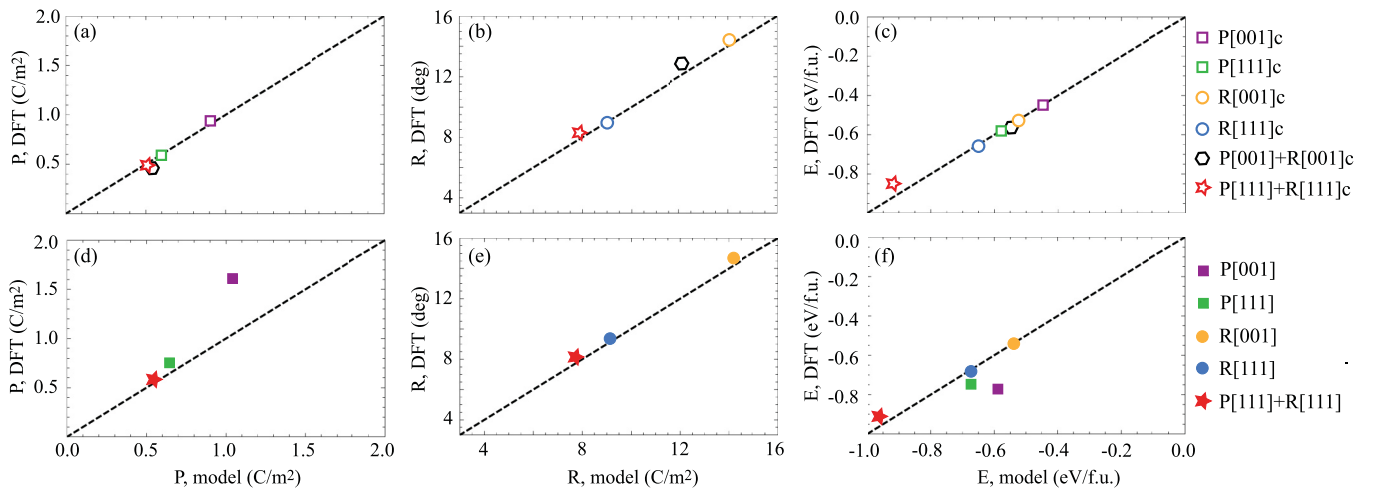 (a)
2.0
1.5
1.0
0.5
P, DFT (C/m2)
(b)
16
12
8
4
R, DFT (deg)
(c)
0.0
-0.2
-0.4
-0.6
-0.8
E, DFT (eV/f.u.)
P[001]c
P[111]c
R[001]c
R[111]c
P[001]+R[001]c
P[111]+R[111]c
(d)
2.0
1.5
1.0
0.5
P, DFT (C/m2)
0.0 0.5 1.0 1.5 2.0
P, model (C/m2)
(e)
16
12
8
4
R, DFT (deg)
4 8 12 16
R, model (C/m2)
(f)
0.0
-0.2
-0.4
-0.6
-0.8
E, DFT (eV/f.u.)
-1.0 -0.8 -0.6 -0.4 -0.2 0.0
E, model (eV/f.u.)
P[001]
P[111]
R[001]
R[111]
P[111]+R[111]